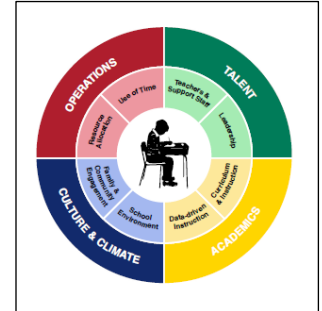 OPERATIONS
Use of Time
Resource
Allocation
TALENT
Teachers &
Support Staff
Leadership
ACADEMICS
Curriculum
& Instruction
Data-driven
Instruction
CULTURE & CLIMATE
School
Environment
Family &
Community
Engagement